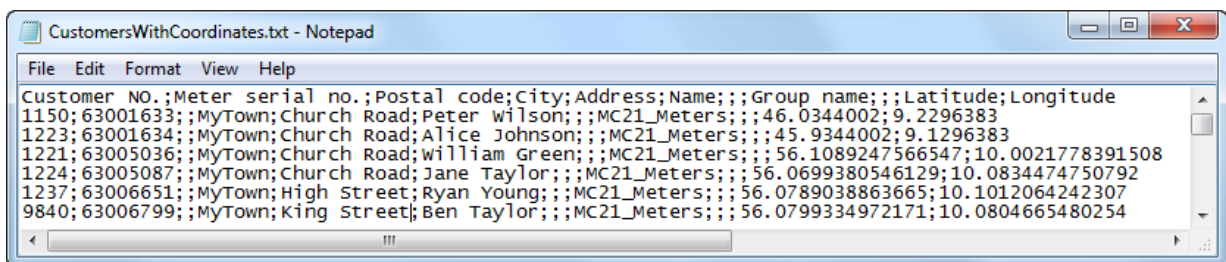 CustomersWithCoordinates.txt - Notepad
File Edit Format View Help
Customer NO.;Meter serial no.;Postal code;City;Address;Name;;;Group name;;;Latitude;Longitude
1150;63001633;;MyTown;Church Road;Peter Wilson;;;MC21_Meters;;;46.0344002;9.2296383
1223;63001634;;MyTown;Church Road;Alice Johnson;;;MC21_Meters;;;45.9344002;9.1296383
1221;63005036;;MyTown;Church Road;William Green;;;MC21_Meters;;;56.1089247566547;10.0021778391508
1224;63005087;;MyTown;Church Road;Jane Taylor;;;MC21_Meters;;;56.0699380546129;10.0834474750792
1237;63006651;;MyTown;High Street;Ryan Young;;;MC21_Meters;;;56.0789038863665;10.1012064242307
9840;63006799;;MyTown;King Street;Ben Taylor;;;MC21_Meters;;;56.0799334972171;10.0804665480254